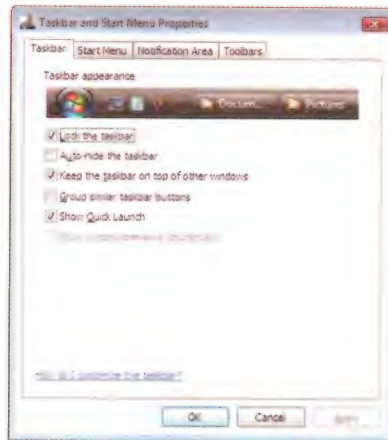 Taskbar and Start Menu Properties
Taskbar Start Menu Notification Area Toolbars
Taskbar appearance
Docum... Pictures
Lock the taskbar
Auto-hide the taskbar
Keep the taskbar on top of other windows
Group similar taskbar buttons
Show Quick Launch
How do I customize the taskbar?
OK Cancel Apply